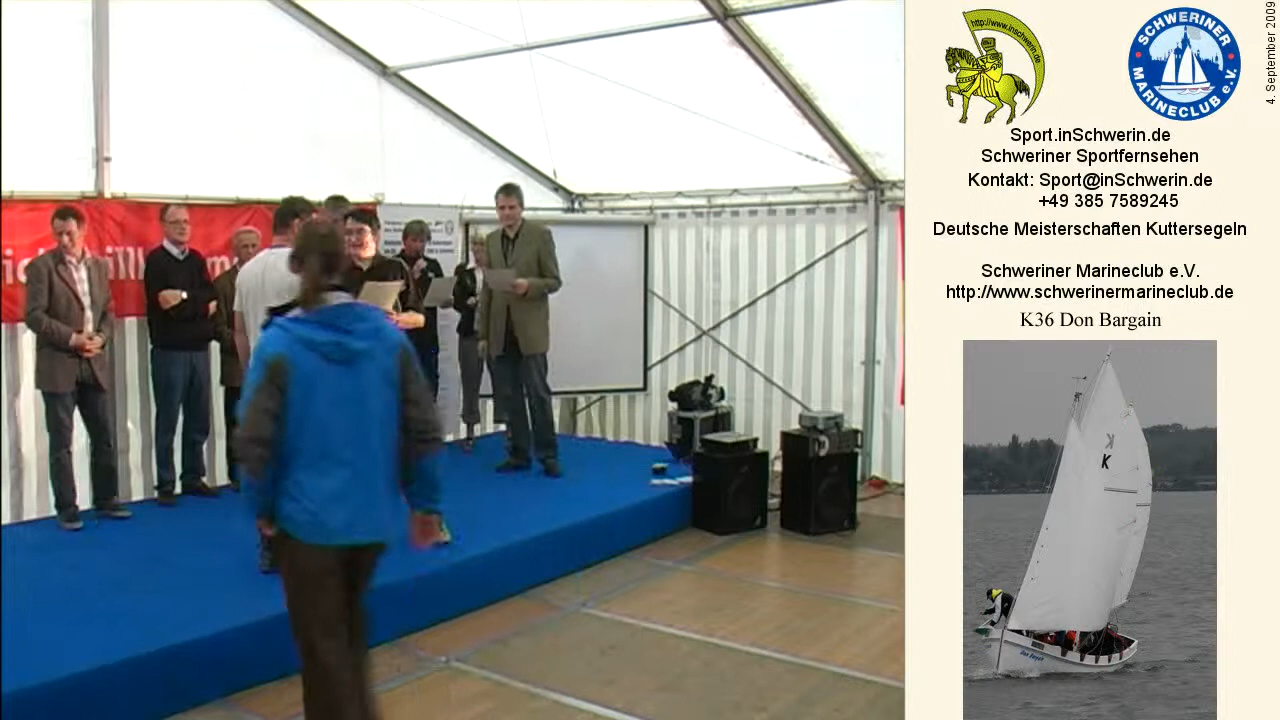 http://www.inschwerin.de
SCHWERINER
MARINECLUB e.V.
4. September 2009
Sport.inSchwerin.de
Schweriner Sportfernsehen
Kontakt: Sport@inSchwerin.de
+49 385 7589245
Deutsche Meisterschaften Kuttersegeln
Schweriner Marineclub e.V.
http://www.schwerinermarineclub.de
K36 Don Bargain
K
K